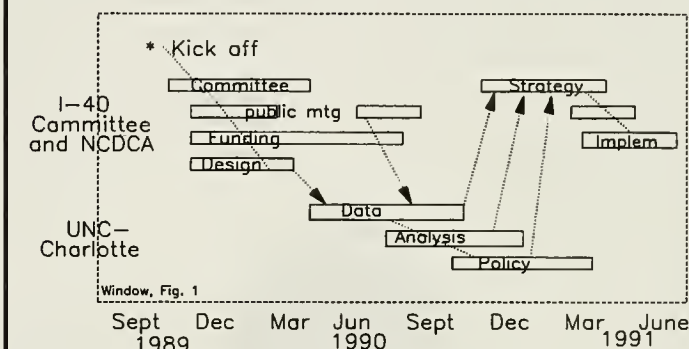 * Kick off
Committee
Strategy
I-40
Cammittee
and NCDCA
public mtg
Funding
Implem
Design
UNC-
Charlotte
Data
Analysis
Policy
Window, Fig. 1
Sept Dec Mar Jun Sept Dec Mar June
1989 1990 1991